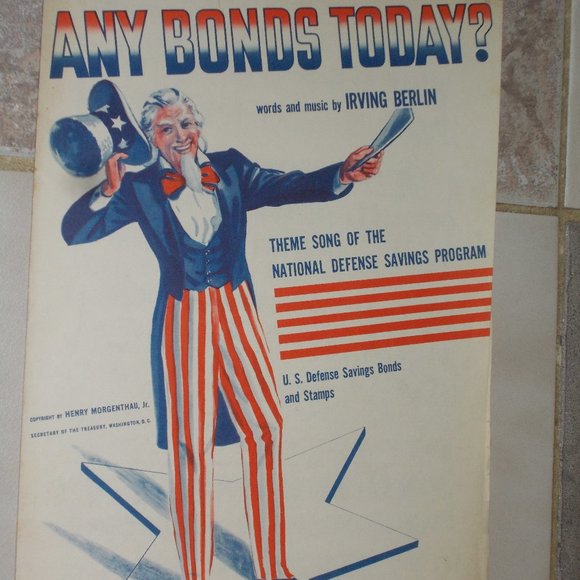 ANY BONDS TODAY?
words and music by IRVING BERLIN
THEME SONG OF THE
NATIONAL DEFENSE SAVINGS PROGRAM
U. S. Defense Savings Bonds
and Stamps
COPYRIGHT BY HENRY MORGENTHAU, Jr.
SECRETARY OF THE TREASURY, WASHINGTON, D. C.